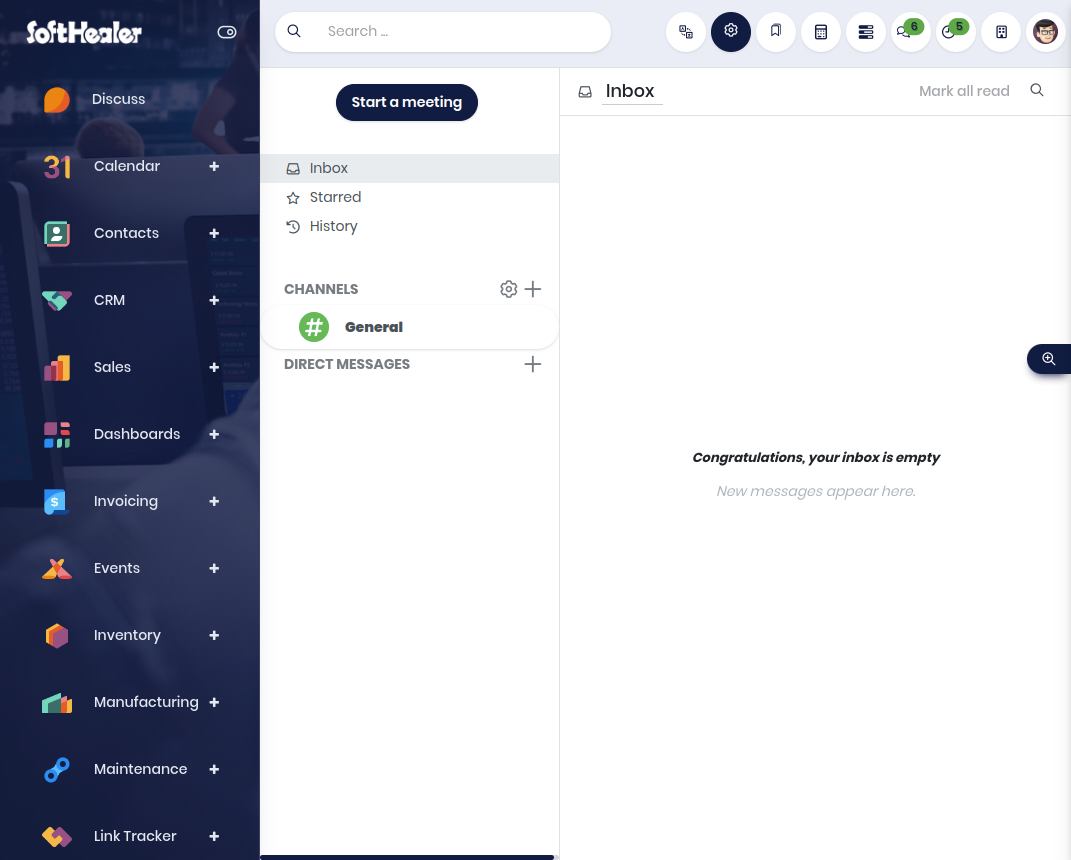 SoftHealer
Search ...
6
5
Discuss
31 Calendar +
Contacts +
CRM +
Sales +
Dashboards +
$ Invoicing +
Events +
Inventory +
Manufacturing +
Maintenance +
Link Tracker +
Start a meeting
Inbox
Starred
History
CHANNELS
# General
DIRECT MESSAGES
Inbox
Mark all read
Congratulations, your inbox is empty
New messages appear here.